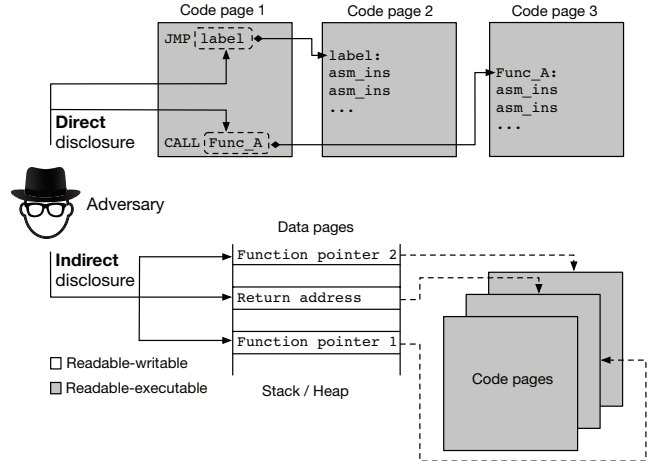 Code page 1
Code page 2
Code page 3
JMP label
label:
asm_ins
asm_ins
...
Func_A:
asm_ins
asm_ins
...
Direct
disclosure
CALL Func_A
Adversary
Data pages
Function pointer 2
Indirect
disclosure
Return address
Function pointer 1
Readable-writable
Readable-executable
Code pages
Stack / Heap